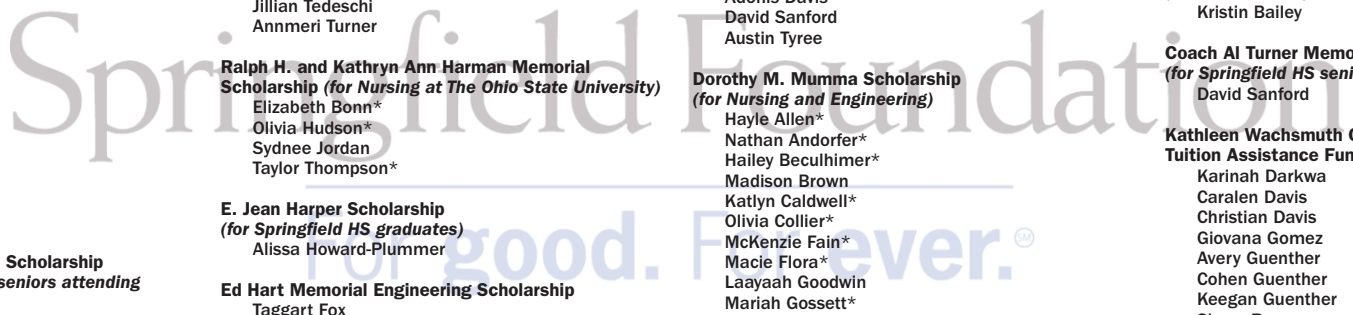 Springfield Foundation
For good. For ever.℠
Scholarship
seniors attending
Jillian Tedeschi
Annmeri Turner
Ralph H. and Kathryn Ann Harman Memorial
Scholarship (for Nursing at The Ohio State University)
Elizabeth Bonn*
Olivia Hudson*
Sydnee Jordan
Taylor Thompson*
E. Jean Harper Scholarship
(for Springfield HS graduates)
Alissa Howard-Plummer
Ed Hart Memorial Engineering Scholarship
Taggart Fox
Adonis Davis
David Sanford
Austin Tyree
Dorothy M. Mumma Scholarship
(for Nursing and Engineering)
Hayle Allen*
Nathan Andorfer*
Hailey Beculhimer*
Madison Brown
Katlyn Caldwell*
Olivia Collier*
McKenzie Fain*
Macie Flora*
Laayaah Goodwin
Mariah Gossett*
Kristin Bailey
Coach Al Turner
(for Springfield HS
David Sanford
Kathleen Wachsmuth
Tuition Assistance
Karinah Darkwa
Caralen Davis
Christian Davis
Giovana Gomez
Avery Guenther
Cohen Guenther
Keegan Guenther